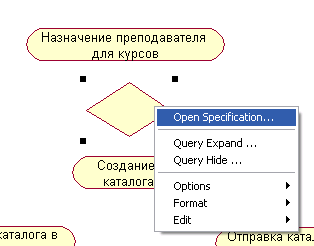 Назначение преподавателя
для курсов
Open Specification...
Query Expand ...
Query Hide ...
Создание
каталога
Options
Format
Edit
каталога в
Отправка ката